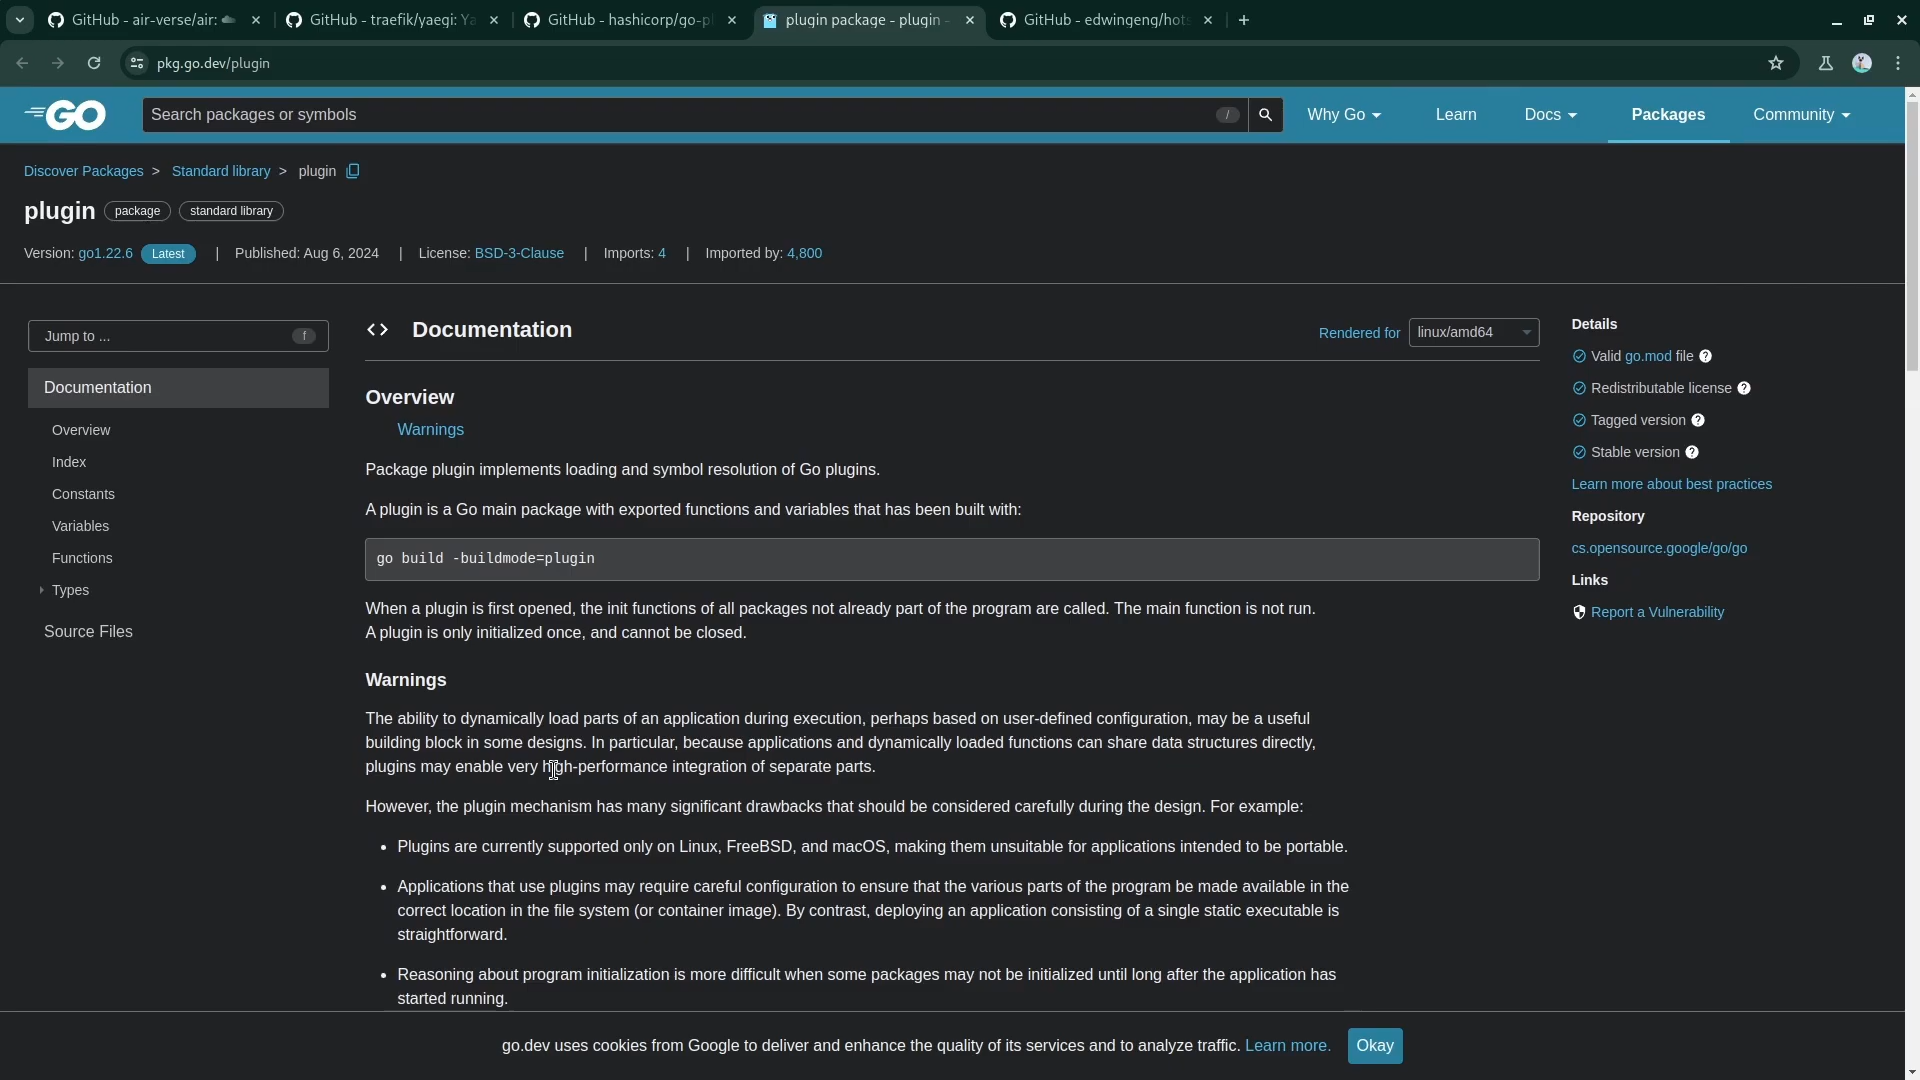 GitHub - air-verse/air: ☁️
GitHub - traefik/yaegi: Ya
GitHub - hashicorp/go-pl
plugin package - plugin -
GitHub - edwingeng/hots
pkg.go.dev/plugin
GO
Search packages or symbols
/
Why Go
Learn
Docs
Packages
Community
Discover Packages > Standard library > plugin
plugin package standard library
Version: go1.22.6 Latest | Published: Aug 6, 2024 | License: BSD-3-Clause | Imports: 4 | Imported by: 4,800
Jump to ...
f
Documentation
Overview
Index
Constants
Variables
Functions
Types
Source Files
Documentation
Rendered for linux/amd64
Overview
Warnings
Package plugin implements loading and symbol resolution of Go plugins.
A plugin is a Go main package with exported functions and variables that has been built with:
go build -buildmode=plugin
When a plugin is first opened, the init functions of all packages not already part of the program are called. The main function is not run.
A plugin is only initialized once, and cannot be closed.
Warnings
The ability to dynamically load parts of an application during execution, perhaps based on user-defined configuration, may be a useful
building block in some designs. In particular, because applications and dynamically loaded functions can share data structures directly,
plugins may enable very high-performance integration of separate parts.
However, the plugin mechanism has many significant drawbacks that should be considered carefully during the design. For example:
• Plugins are currently supported only on Linux, FreeBSD, and macOS, making them unsuitable for applications intended to be portable.
• Applications that use plugins may require careful configuration to ensure that the various parts of the program be made available in the
correct location in the file system (or container image). By contrast, deploying an application consisting of a single static executable is
straightforward.
• Reasoning about program initialization is more difficult when some packages may not be initialized until long after the application has
started running.
Details
Valid go.mod file
Redistributable license
Tagged version
Stable version
Learn more about best practices
Repository
cs.opensource.google/go/go
Links
Report a Vulnerability
go.dev uses cookies from Google to deliver and enhance the quality of its services and to analyze traffic. Learn more.
Okay